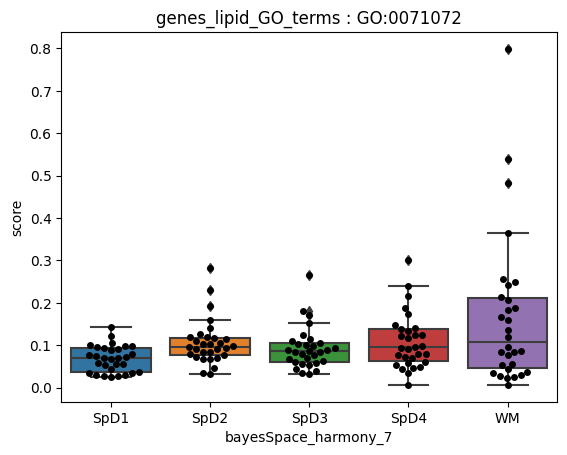 genes_lipid_GO_terms : GO:0071072
score
0.8
0.7
0.6
0.5
0.4
0.3
0.2
0.1
0.0
SpD1 SpD2 SpD3 SpD4 WM
bayesSpace_harmony_7